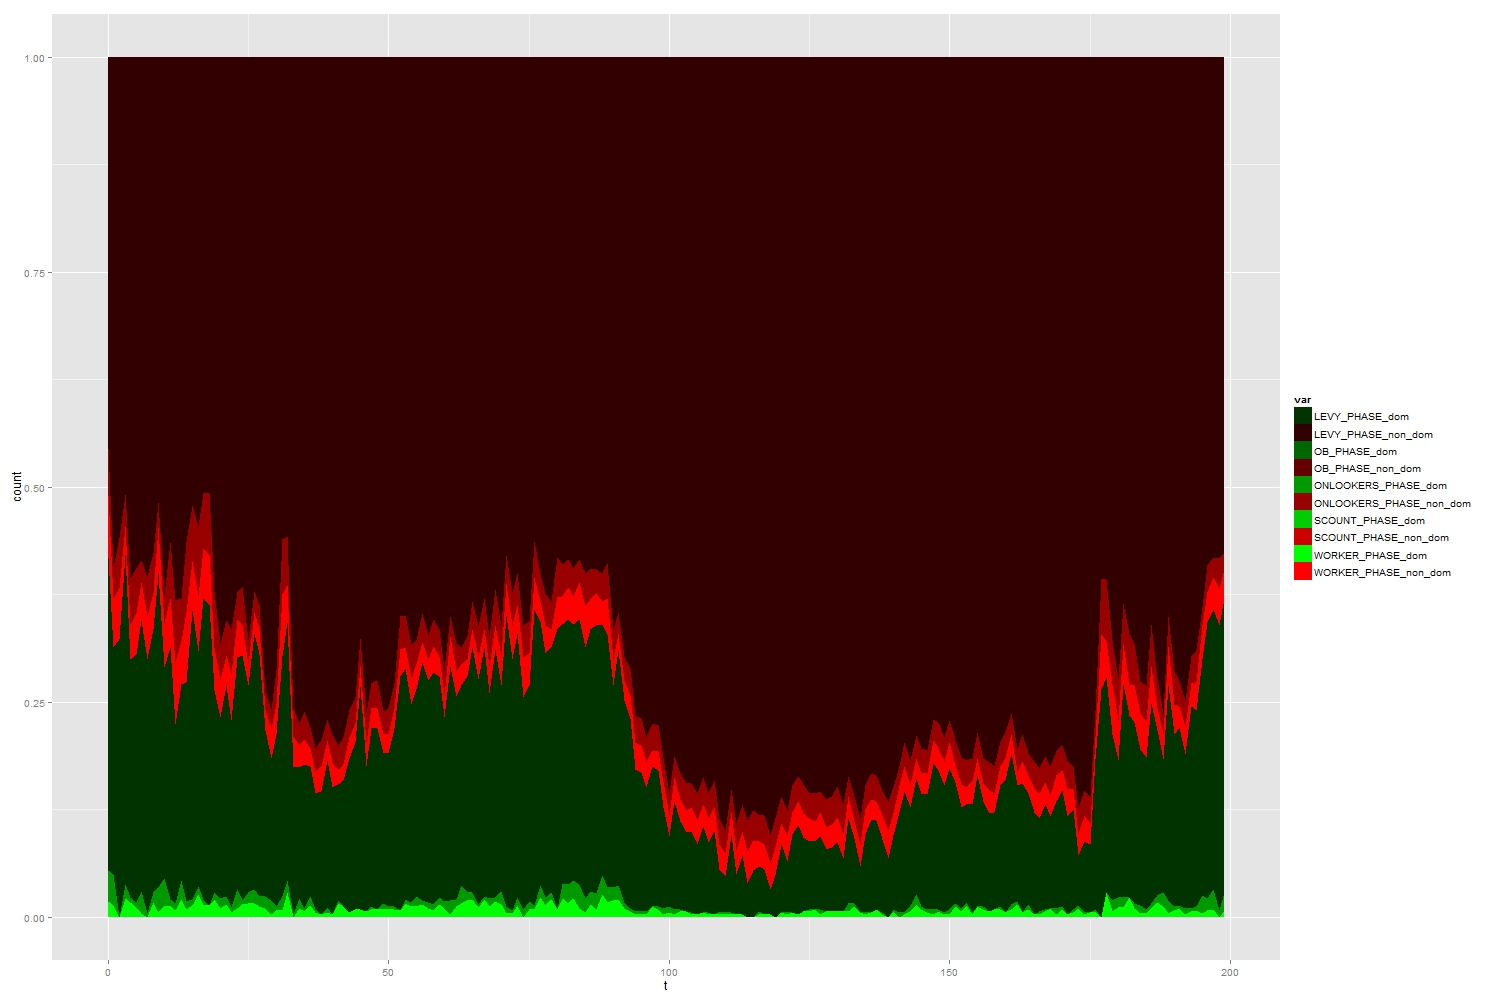 1.00
0.75
0.50
0.25
0.00
count
0
50
100
150
200
t
var
LEVY_PHASE_dom
LEVY_PHASE_non_dom
OB_PHASE_dom
OB_PHASE_non_dom
ONLOOKERS_PHASE_dom
ONLOOKERS_PHASE_non_dom
SCOUNT_PHASE_dom
SCOUNT_PHASE_non_dom
WORKER_PHASE_dom
WORKER_PHASE_non_dom